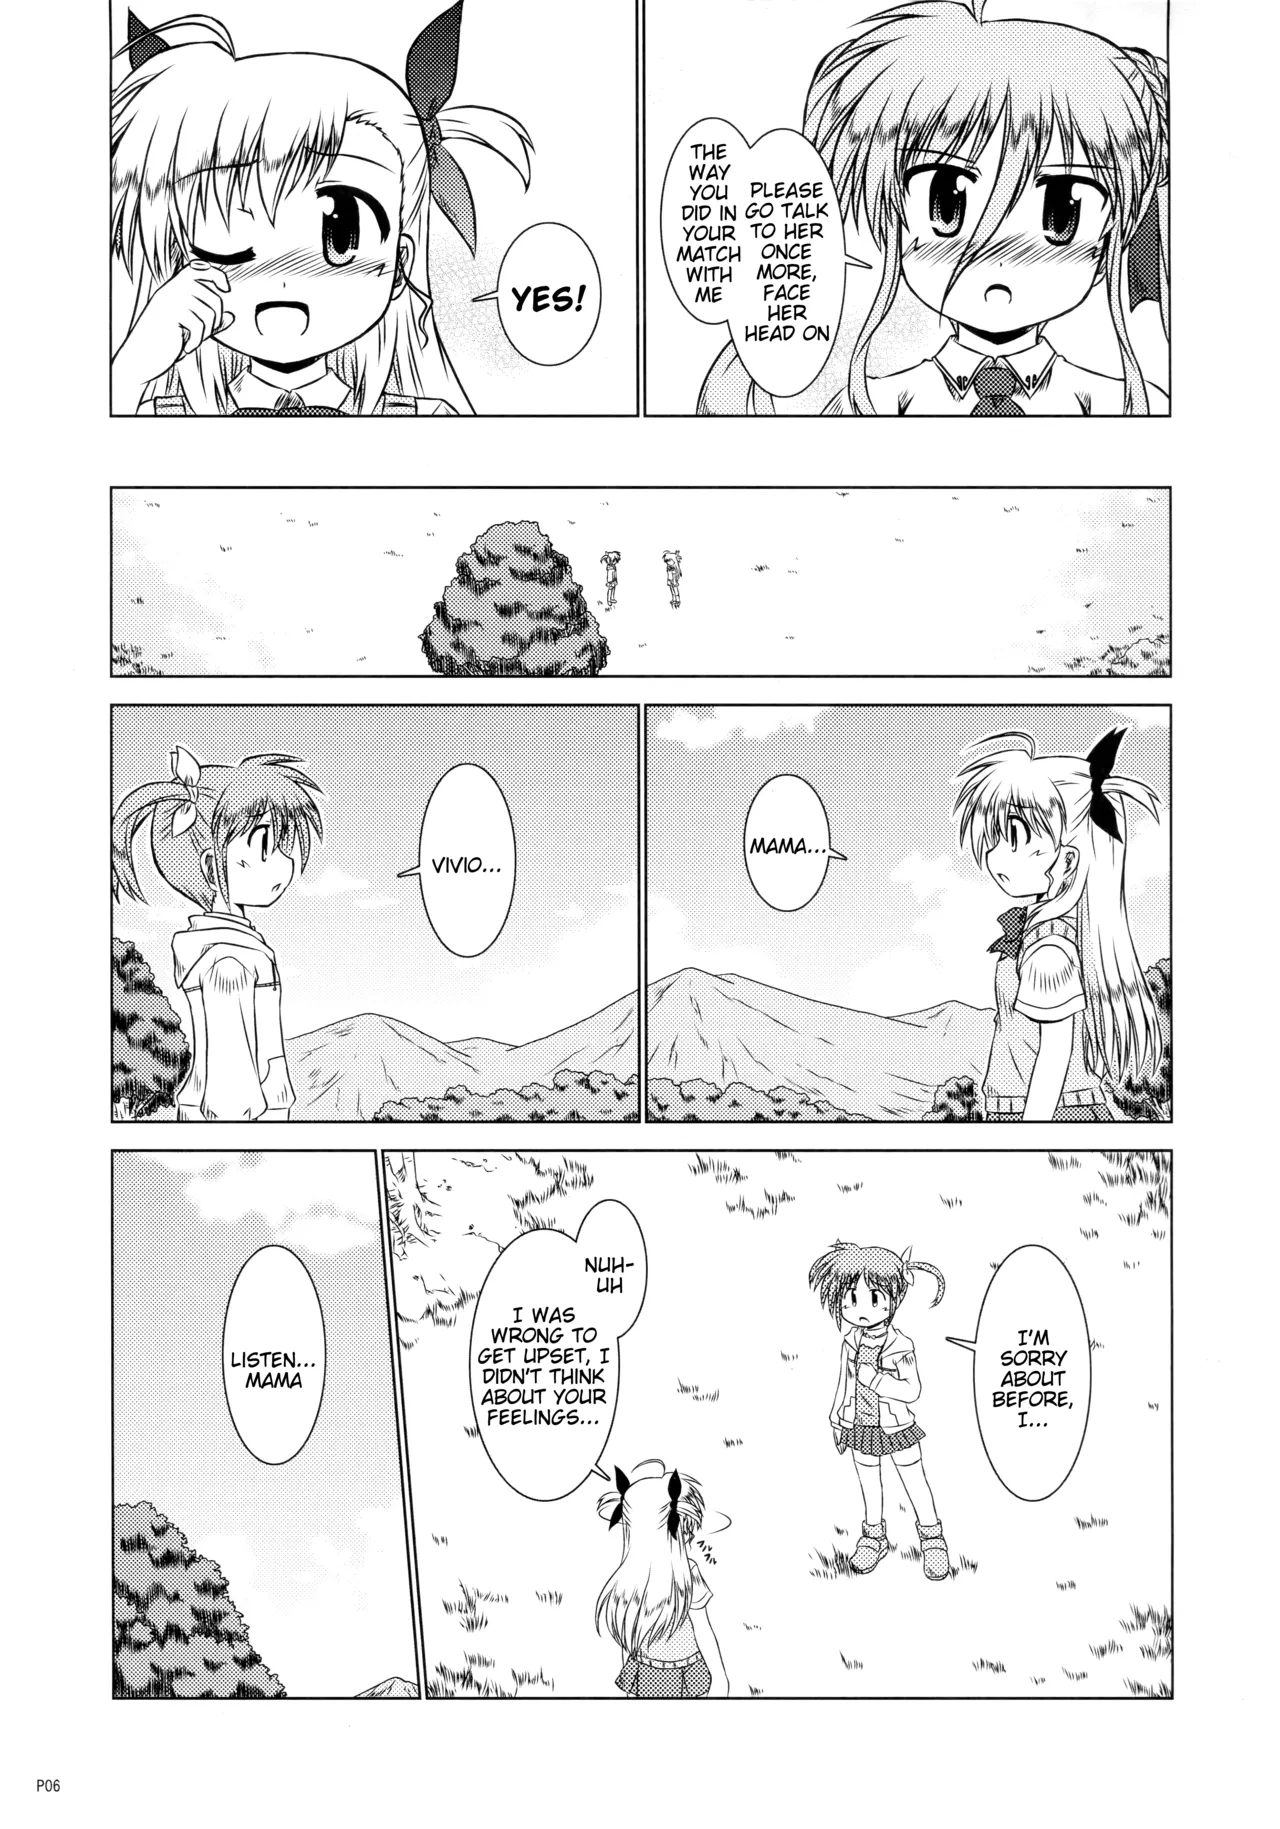 PLEASE
GO TALK
TO HER
ONCE
MORE,
FACE
HER
HEAD ON
THE
WAY
YOU
DID IN
YOUR
MATCH
WITH
ME
YES!
MAMA...
VIVIO...
I'M
SORRY
ABOUT
BEFORE,
I...
NUH-
UH
I WAS
WRONG TO
GET UPSET, I
DIDN'T THINK
ABOUT YOUR
FEELINGS...
LISTEN...
MAMA
P06